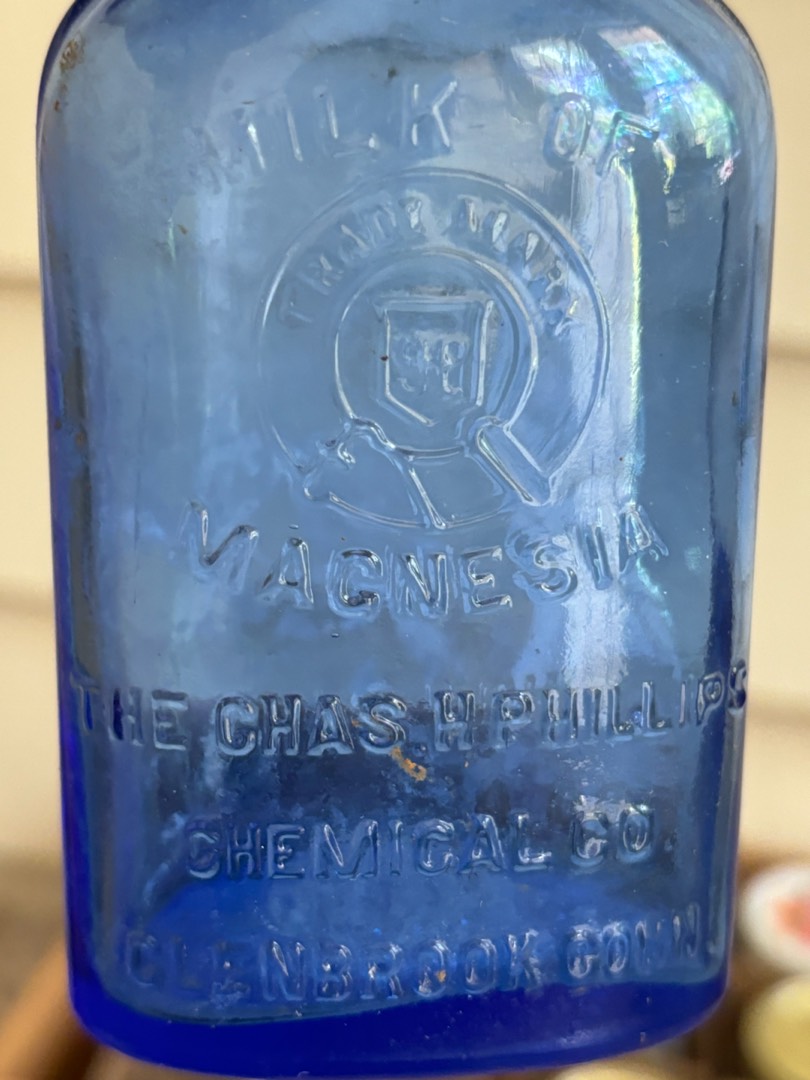 MILK OF
TRADE MARK
MAGNESIA
THE CHAS. H. PHILLIPS
CHEMICAL CO.
GLENBROOK CONN.